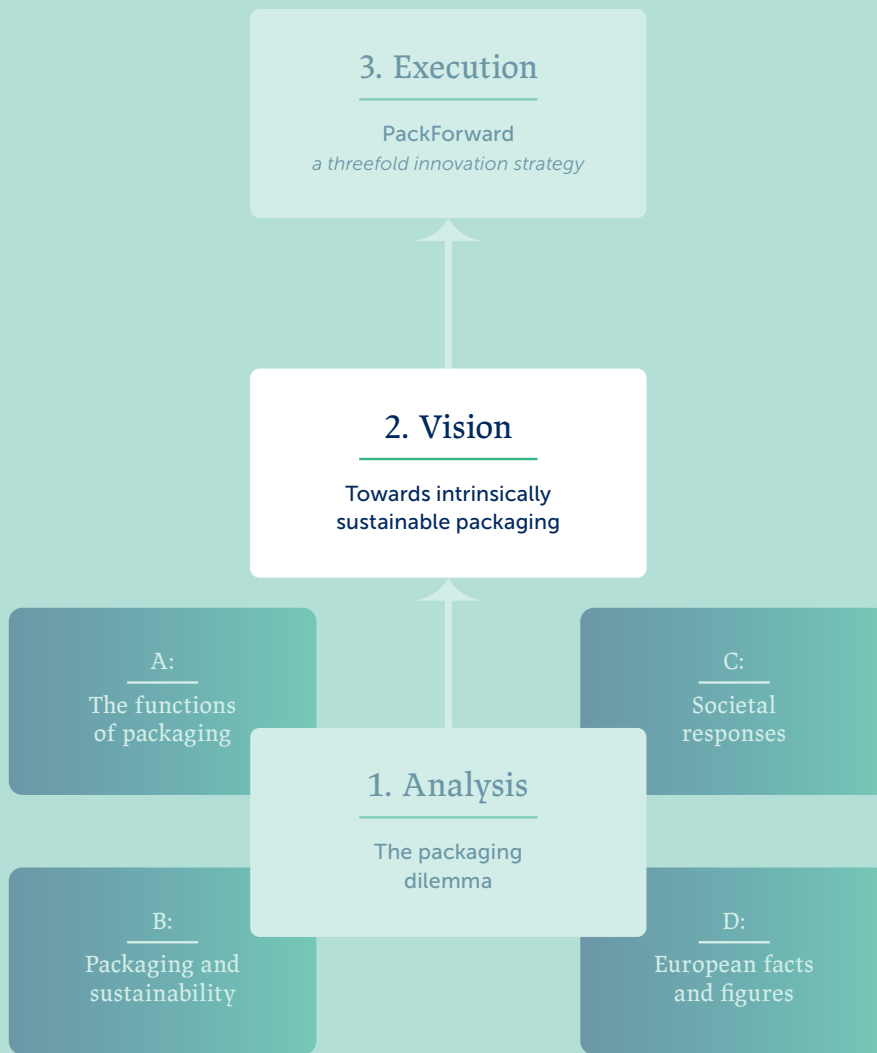 3. Execution
PackForward
a threefold innovation strategy
2. Vision
Towards intrinsically
sustainable packaging
A:
The functions
of packaging
C:
Societal
responses
1. Analysis
The packaging
dilemma
B:
Packaging and
sustainability
D:
European facts
and figures